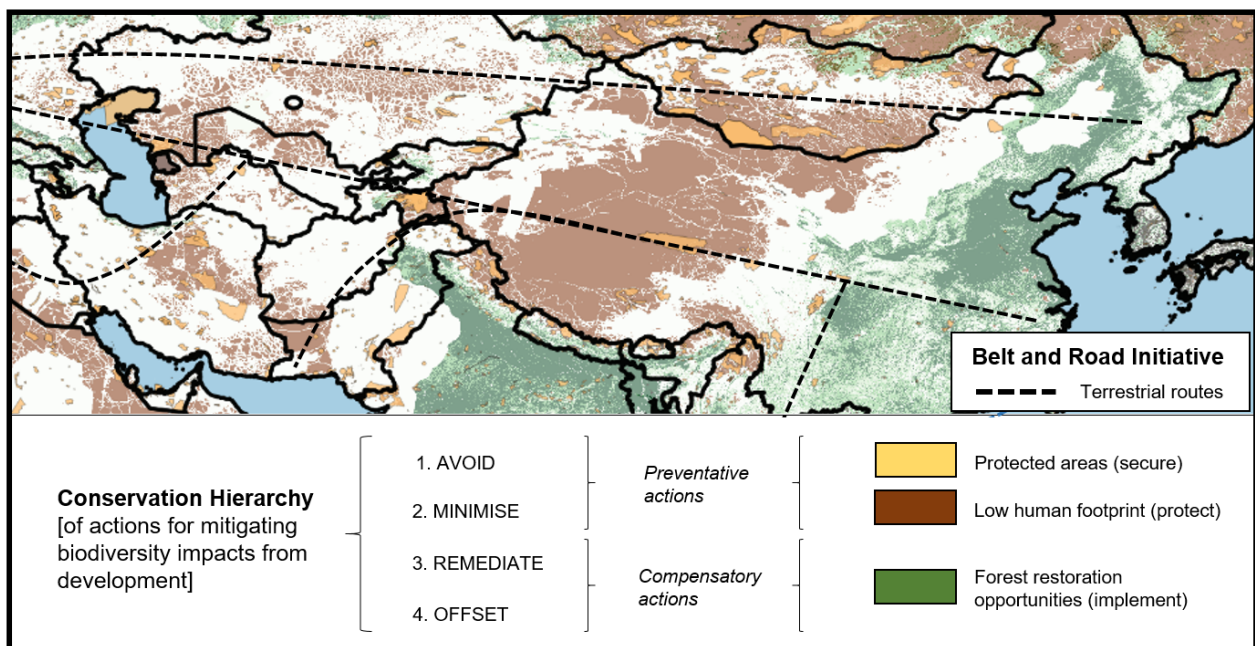 Belt and Road Initiative
Terrestrial routes
Conservation Hierarchy
[of actions for mitigating
biodiversity impacts from
development]
1. AVOID
2. MINIMISE
3. REMEDIATE
4. OFFSET
Preventative
actions
Compensatory
actions
Protected areas (secure)
Low human footprint (protect)
Forest restoration
opportunities (implement)